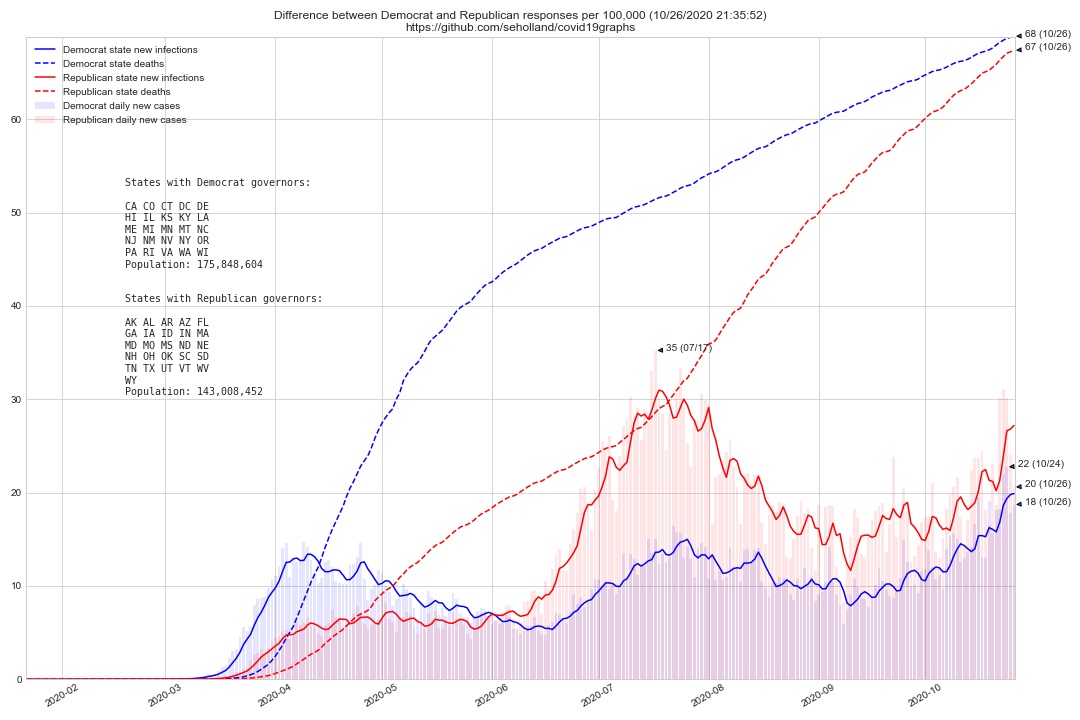 Difference between Democrat and Republican responses per 100,000 (10/26/2020 21:35:52)
https://github.com/seholland/covid19graphs
Democrat state new infections
Democrat state deaths
Republican state new infections
Republican state deaths
Democrat daily new cases
Republican daily new cases
States with Democrat governors:
CA CO CT DC DE
HI IL KS KY LA
ME MI MN MT NC
NJ NM NV NY OR
PA RI VA WA WI
Population: 175,848,604
States with Republican governors:
AK AL AR AZ FL
GA IA ID IN MA
MD MO MS ND NE
NH OH OK SC SD
TN TX UT VT WV
WY
Population: 143,008,452
68 (10/26)
67 (10/26)
35 (07/17)
22 (10/24)
20 (10/26)
18 (10/26)
60
50
40
30
20
10
0
2020-02
2020-03
2020-04
2020-05
2020-06
2020-07
2020-08
2020-09
2020-10